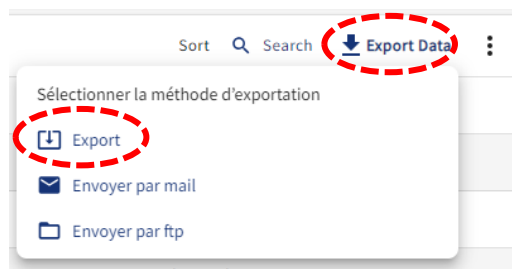 Sort Search Export Data
Sélectionner la méthode d'exportation
Export
Envoyer par mail
Envoyer par ftp